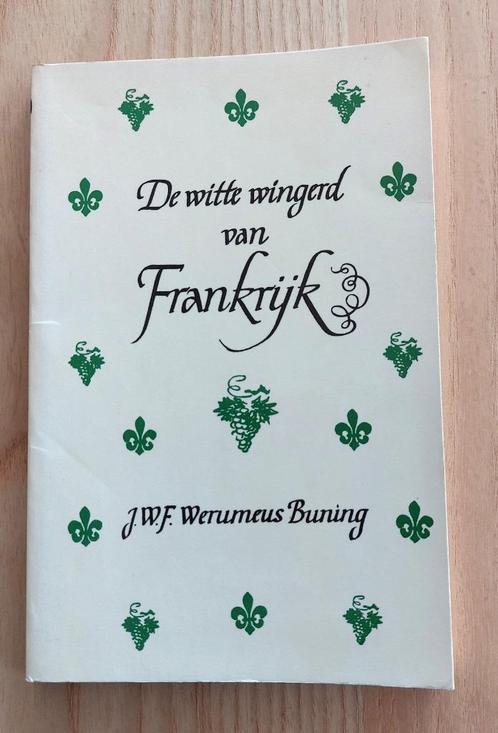 De witte wingerd
van
Frankrijk
J.W.F. Werumeus Buning